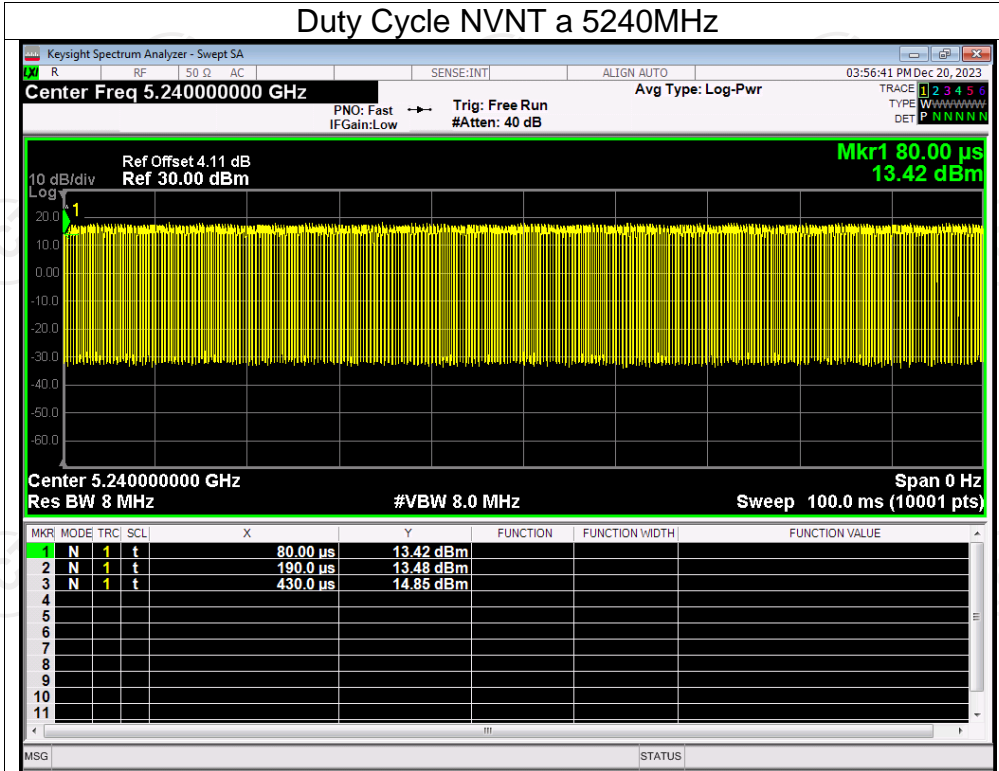 Duty Cycle NVNT a 5240MHz
Keysight Spectrum Analyzer - Swept SA
LXI R RF 50 Ω AC SENSE:INT ALIGN AUTO 03:56:41 PM Dec 20, 2023
Center Freq 5.240000000 GHz Avg Type: Log-Pwr TRACE 1 2 3 4 5 6
PNO: Fast Trig: Free Run TYPE WWWWWW
IFGain:Low #Atten: 40 dB DET P NNNNN
Mkr1 80.00 µs
Ref Offset 4.11 dB
10 dB/div Ref 30.00 dBm 13.42 dBm
Log
1
20.0
10.0
0.00
-10.0
-20.0
-30.0
-40.0
-50.0
-60.0
Center 5.240000000 GHz Span 0 Hz
Res BW 8 MHz #VBW 8.0 MHz Sweep 100.0 ms (10001 pts)
MKR MODE TRC SCL X Y FUNCTION FUNCTION WIDTH FUNCTION VALUE
1 N 1 t 80.00 µs 13.42 dBm
2 N 1 t 190.0 µs 13.48 dBm
3 N 1 t 430.0 µs 14.85 dBm
4
5
6
7
8
9
10
11
MSG STATUS